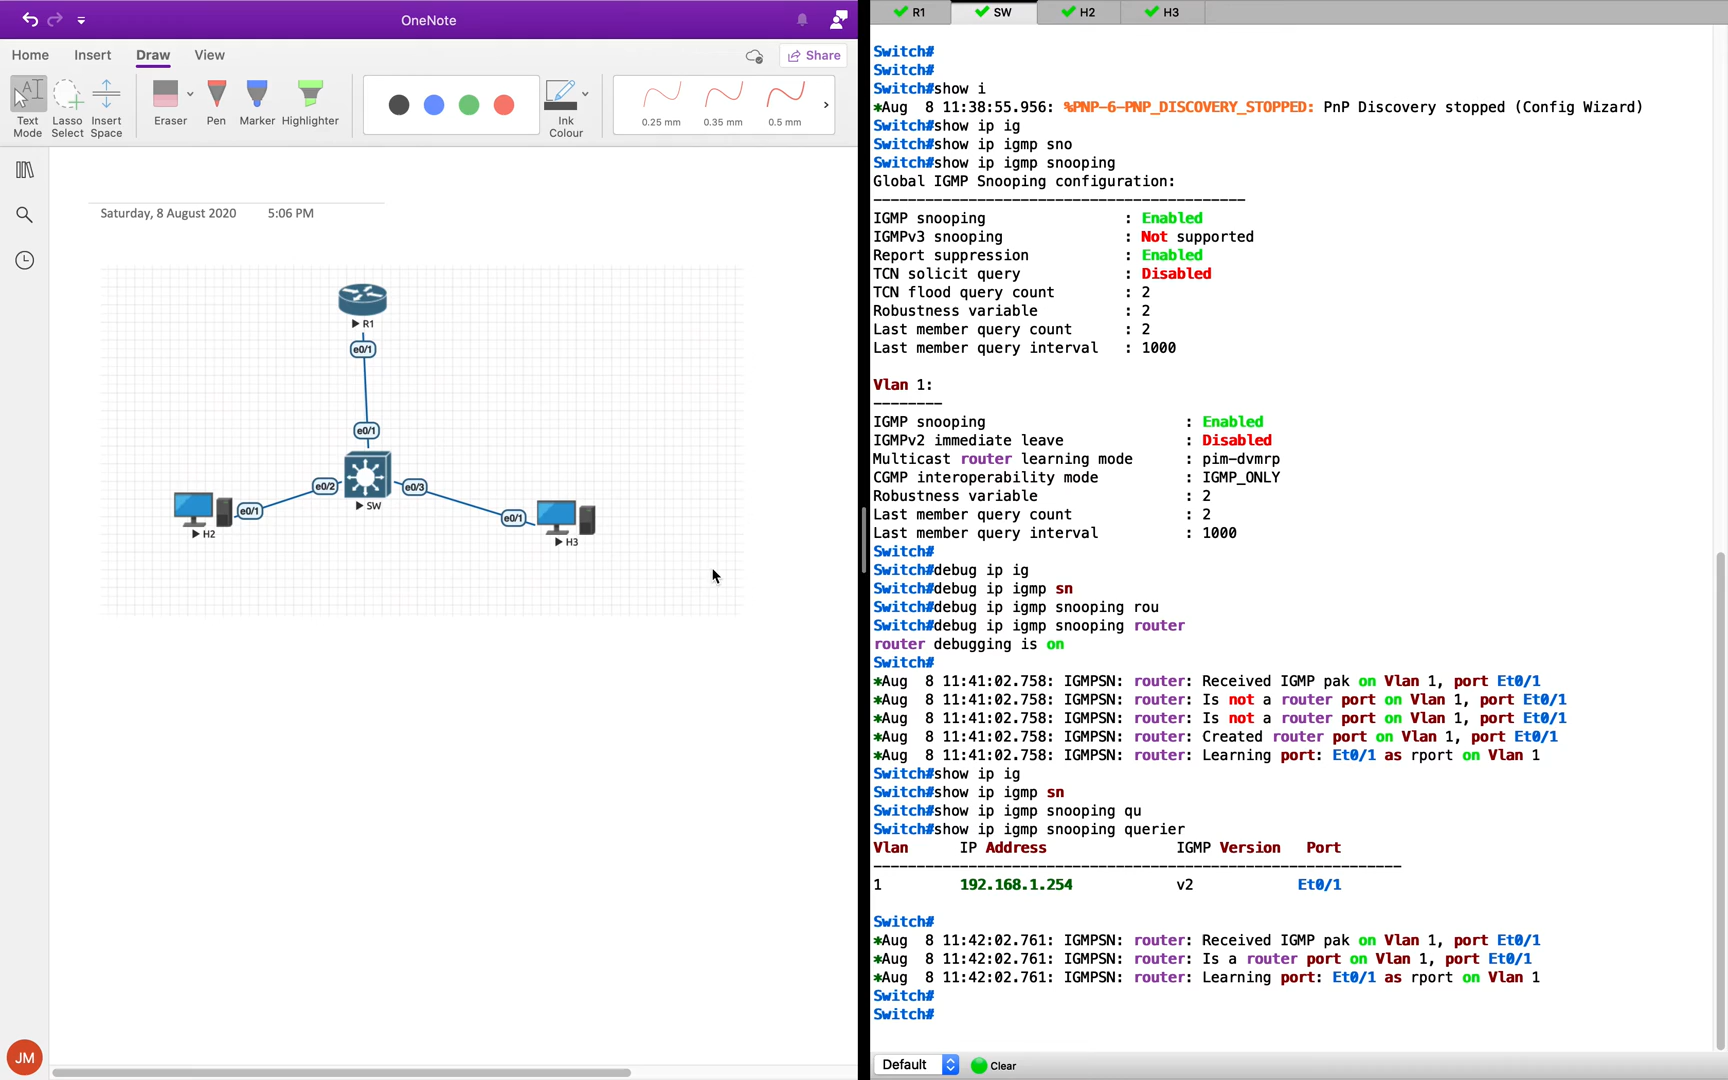 OneNote
Home Insert Draw View
Share
Text Mode
Lasso Select
Insert Space
Eraser
Pen
Marker
Highlighter
Ink Colour
0.25 mm
0.35 mm
0.5 mm
Saturday, 8 August 2020 5:06 PM
R1
e0/1
e0/1
e0/2
e0/3
SW
e0/1
H2
e0/1
H3
JM
R1 SW H2 H3
Switch#
Switch#
Switch#show i
*Aug  8 11:38:55.956: %PNP-6-PNP_DISCOVERY_STOPPED: PnP Discovery stopped (Config Wizard)
Switch#show ip ig
Switch#show ip igmp sno
Switch#show ip igmp snooping
Global IGMP Snooping configuration:
-------------------------------------------
IGMP snooping : Enabled
IGMPv3 snooping : Not supported
Report suppression : Enabled
TCN solicit query : Disabled
TCN flood query count : 2
Robustness variable : 2
Last member query count : 2
Last member query interval : 1000
Vlan 1:
--------
IGMP snooping : Enabled
IGMPv2 immediate leave : Disabled
Multicast router learning mode : pim-dvmrp
CGMP interoperability mode : IGMP_ONLY
Robustness variable : 2
Last member query count : 2
Last member query interval : 1000
Switch#
Switch#debug ip ig
Switch#debug ip igmp sn
Switch#debug ip igmp snooping rou
Switch#debug ip igmp snooping router
router debugging is on
Switch#
*Aug  8 11:41:02.758: IGMPSN: router: Received IGMP pak on Vlan 1, port Et0/1
*Aug  8 11:41:02.758: IGMPSN: router: Is not a router port on Vlan 1, port Et0/1
*Aug  8 11:41:02.758: IGMPSN: router: Is not a router port on Vlan 1, port Et0/1
*Aug  8 11:41:02.758: IGMPSN: router: Created router port on Vlan 1, port Et0/1
*Aug  8 11:41:02.758: IGMPSN: router: Learning port: Et0/1 as rport on Vlan 1
Switch#show ip ig
Switch#show ip igmp sn
Switch#show ip igmp snooping qu
Switch#show ip igmp snooping querier
Vlan IP Address IGMP Version Port
-------------------------------------------------------------
1 192.168.1.254 v2 Et0/1
Switch#
*Aug  8 11:42:02.761: IGMPSN: router: Received IGMP pak on Vlan 1, port Et0/1
*Aug  8 11:42:02.761: IGMPSN: router: Is a router port on Vlan 1, port Et0/1
*Aug  8 11:42:02.761: IGMPSN: router: Learning port: Et0/1 as rport on Vlan 1
Switch#
Switch#
Default Clear